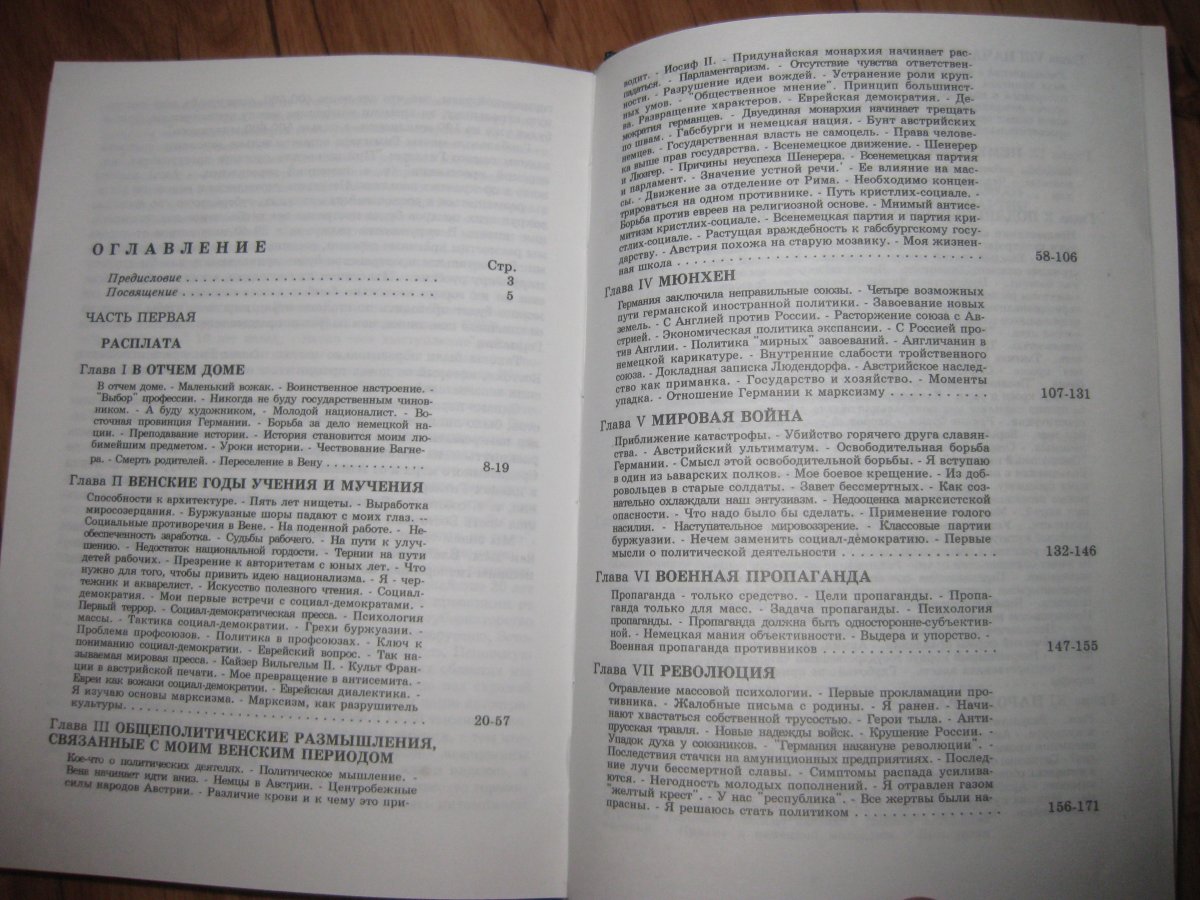 ОГЛАВЛЕНИЕ
Стр.
Предисловие 3
Посвящение 5
ЧАСТЬ ПЕРВАЯ
РАСПЛАТА
Глава I В ОТЧЕМ ДОМЕ
В отчем доме. - Маленький вожак. - Воинственное настроение. -
"Выбор" профессии. - Никогда не буду государственным чинов-
ником. - А буду художником, - Молодой националист. - Вос-
точная провинция Германии. - Борьба за дело немецкой на-
ции. - Преподавание истории. - История становится моим лю-
бимейшим предметом. - Уроки истории. - Чествование Вагне-
ра. - Смерть родителей. - Переселение в Вену 8-19
Глава П ВЕНСКИЕ ГОДЫ УЧЕНИЯ И МУЧЕНИЯ
Способности к архитектуре. - Пять лет нищеты. - Выработка
миросозерцания. - Буржуазные шоры падают с моих глаз. --
Социальные противоречия в Вене. - На поденной работе. - Не-
обеспеченность заработка. - Судьбы рабочего. - На пути к улуч-
шению. - Недостаток национальной гордости. - Тернии на пути
детей рабочих. - Презрение к авторитетам с юных лет. - Что
нужно для того, чтобы привить идею национализма. - Я - чер-
тежник и акварелист. - Искусство полезного чтения. - Социал-
демократия. - Мои первые встречи с социал-демократами. -
Первый террор. - Социал-демократическая пресса. - Психология
массы. - Тактика социал-демократии. - Грехи буржуазии. -
Проблема профсоюзов. - Политика в профсоюзах. - Ключ к
пониманию социал-демократии. - Еврейский вопрос. - Так на-
зываемая мировая пресса. - Кайзер Вильгельм II. - Культ Фран-
ции в австрийской печати. - Мое превращение в антисемита. -
Евреи как вожаки социал-демократии. - Еврейская диалектика. -
Я изучаю основы марксизма. - Марксизм, как разрушитель
культуры. 20-57
Глава III ОБЩЕПОЛИТИЧЕСКИЕ РАЗМЫШЛЕНИЯ,
СВЯЗАННЫЕ С МОИМ ВЕНСКИМ ПЕРИОДОМ
Кое-что о политических деятелях. - Политическое мышление. -
Вена начинает идти вниз. - Немцы в Австрии. - Центробежные
силы народов Австрии. - Различие крови и к чему это при-
водит. - Иосиф II. - Придунайская монархия начинает рас-
падаться. - Парламентаризм. - Отсутствие чувства ответствен-
ности. - Разрушение идеи вождей. - Устранение роли круп-
ных умов. - "Общественное мнение". Принцип большинст-
ва. Развращение характеров. - Еврейская демократия. - Де-
мократия германцев. - Двуединая монархия начинает трещать
по швам. - Габсбурги и немецкая нация. - Бунт австрийских
немцев. - Государственная власть не самоцель. - Права челове-
ка выше прав государства. - Всенемецкое движение. - Шенерер
и Люэгер. - Причины неуспеха Шенерера. - Всенемецкая партия
и парламент. - Значение устной речи. - Ее влияние на мас-
сы. - Движение за отделение от Рима. - Необходимо концен-
трироваться на одном противнике. - Путь кристлих-социале. -
Борьба против евреев на религиозной основе. - Мнимый антисе-
митизм кристлих-социале. - Всенемецкая партия и партия кри-
стлих-социале. - Растущая враждебность к габсбургскому госу-
дарству. - Австрия похожа на старую мозаику. - Моя жизнен-
ная школа 58-106
Глава IV МЮНХЕН
Германия заключила неправильные союзы. - Четыре возможных
пути германской иностранной политики. - Завоевание новых
земель. - С Англией против России. - Расторжение союза с Ав-
стрией. - Экономическая политика экспансии. - С Россией про-
тив Англии. - Политика "мирных" завоеваний. - Англичанин в
немецкой карикатуре. - Внутренние слабости тройственного
союза. - Докладная записка Людендорфа. - Австрийское наслед-
ство как приманка. - Государство и хозяйство. - Моменты
упадка. - Отношение Германии к марксизму 107-131
Глава V МИРОВАЯ ВОЙНА
Приближение катастрофы. - Убийство горячего друга славян-
ства. - Австрийский ультиматум. - Освободительная борьба
Германии. - Смысл этой освободительной борьбы. - Я вступаю
в один из ьаварских полков. - Мое боевое крещение. - Из до-
бровольцев в старые солдаты. - Завет бессмертных. - Как со-
знательно охлаждали наш энтузиазм. - Недооценка марксистской
опасности. - Что надо было бы сделать. - Применение голого
насилия. - Наступательное мировоззрение. - Классовые партии
буржуазии. - Нечем заменить социал-демократию. - Первые
мысли о политической деятельности 132-146
Глава VI ВОЕННАЯ ПРОПАГАНДА
Пропаганда - только средство. - Цели пропаганды. - Пропа-
ганда только для масс. - Задача пропаганды. - Психология
пропаганды. - Пропаганда должна быть односторонне-субъектив-
ной. - Немецкая мания объективности. - Выдера и упорство. -
Военная пропаганда противников 147-155
Глава VII РЕВОЛЮЦИЯ
Отравление массовой психологии. - Первые прокламации про-
тивника. - Жалобные письма с родины. - Я ранен. - Начи-
нают хвастаться собственной трусостью. - Герои тыла. - Анти-
прусская травля. - Новые надежды войск. - Крушение России. -
Упадок духа у союзников. - "Германия накануне революции". -
Последствия стачки на амуниционных предприятиях. - Послед-
ние лучи бессмертной славы. - Симптомы распада усилива-
ются. - Негодность молодых пополнений. - Я отравлен газом
"желтый крест". - У нас "республика". - Все жертвы были на-
прасны. - Я решаюсь стать политиком 156-171